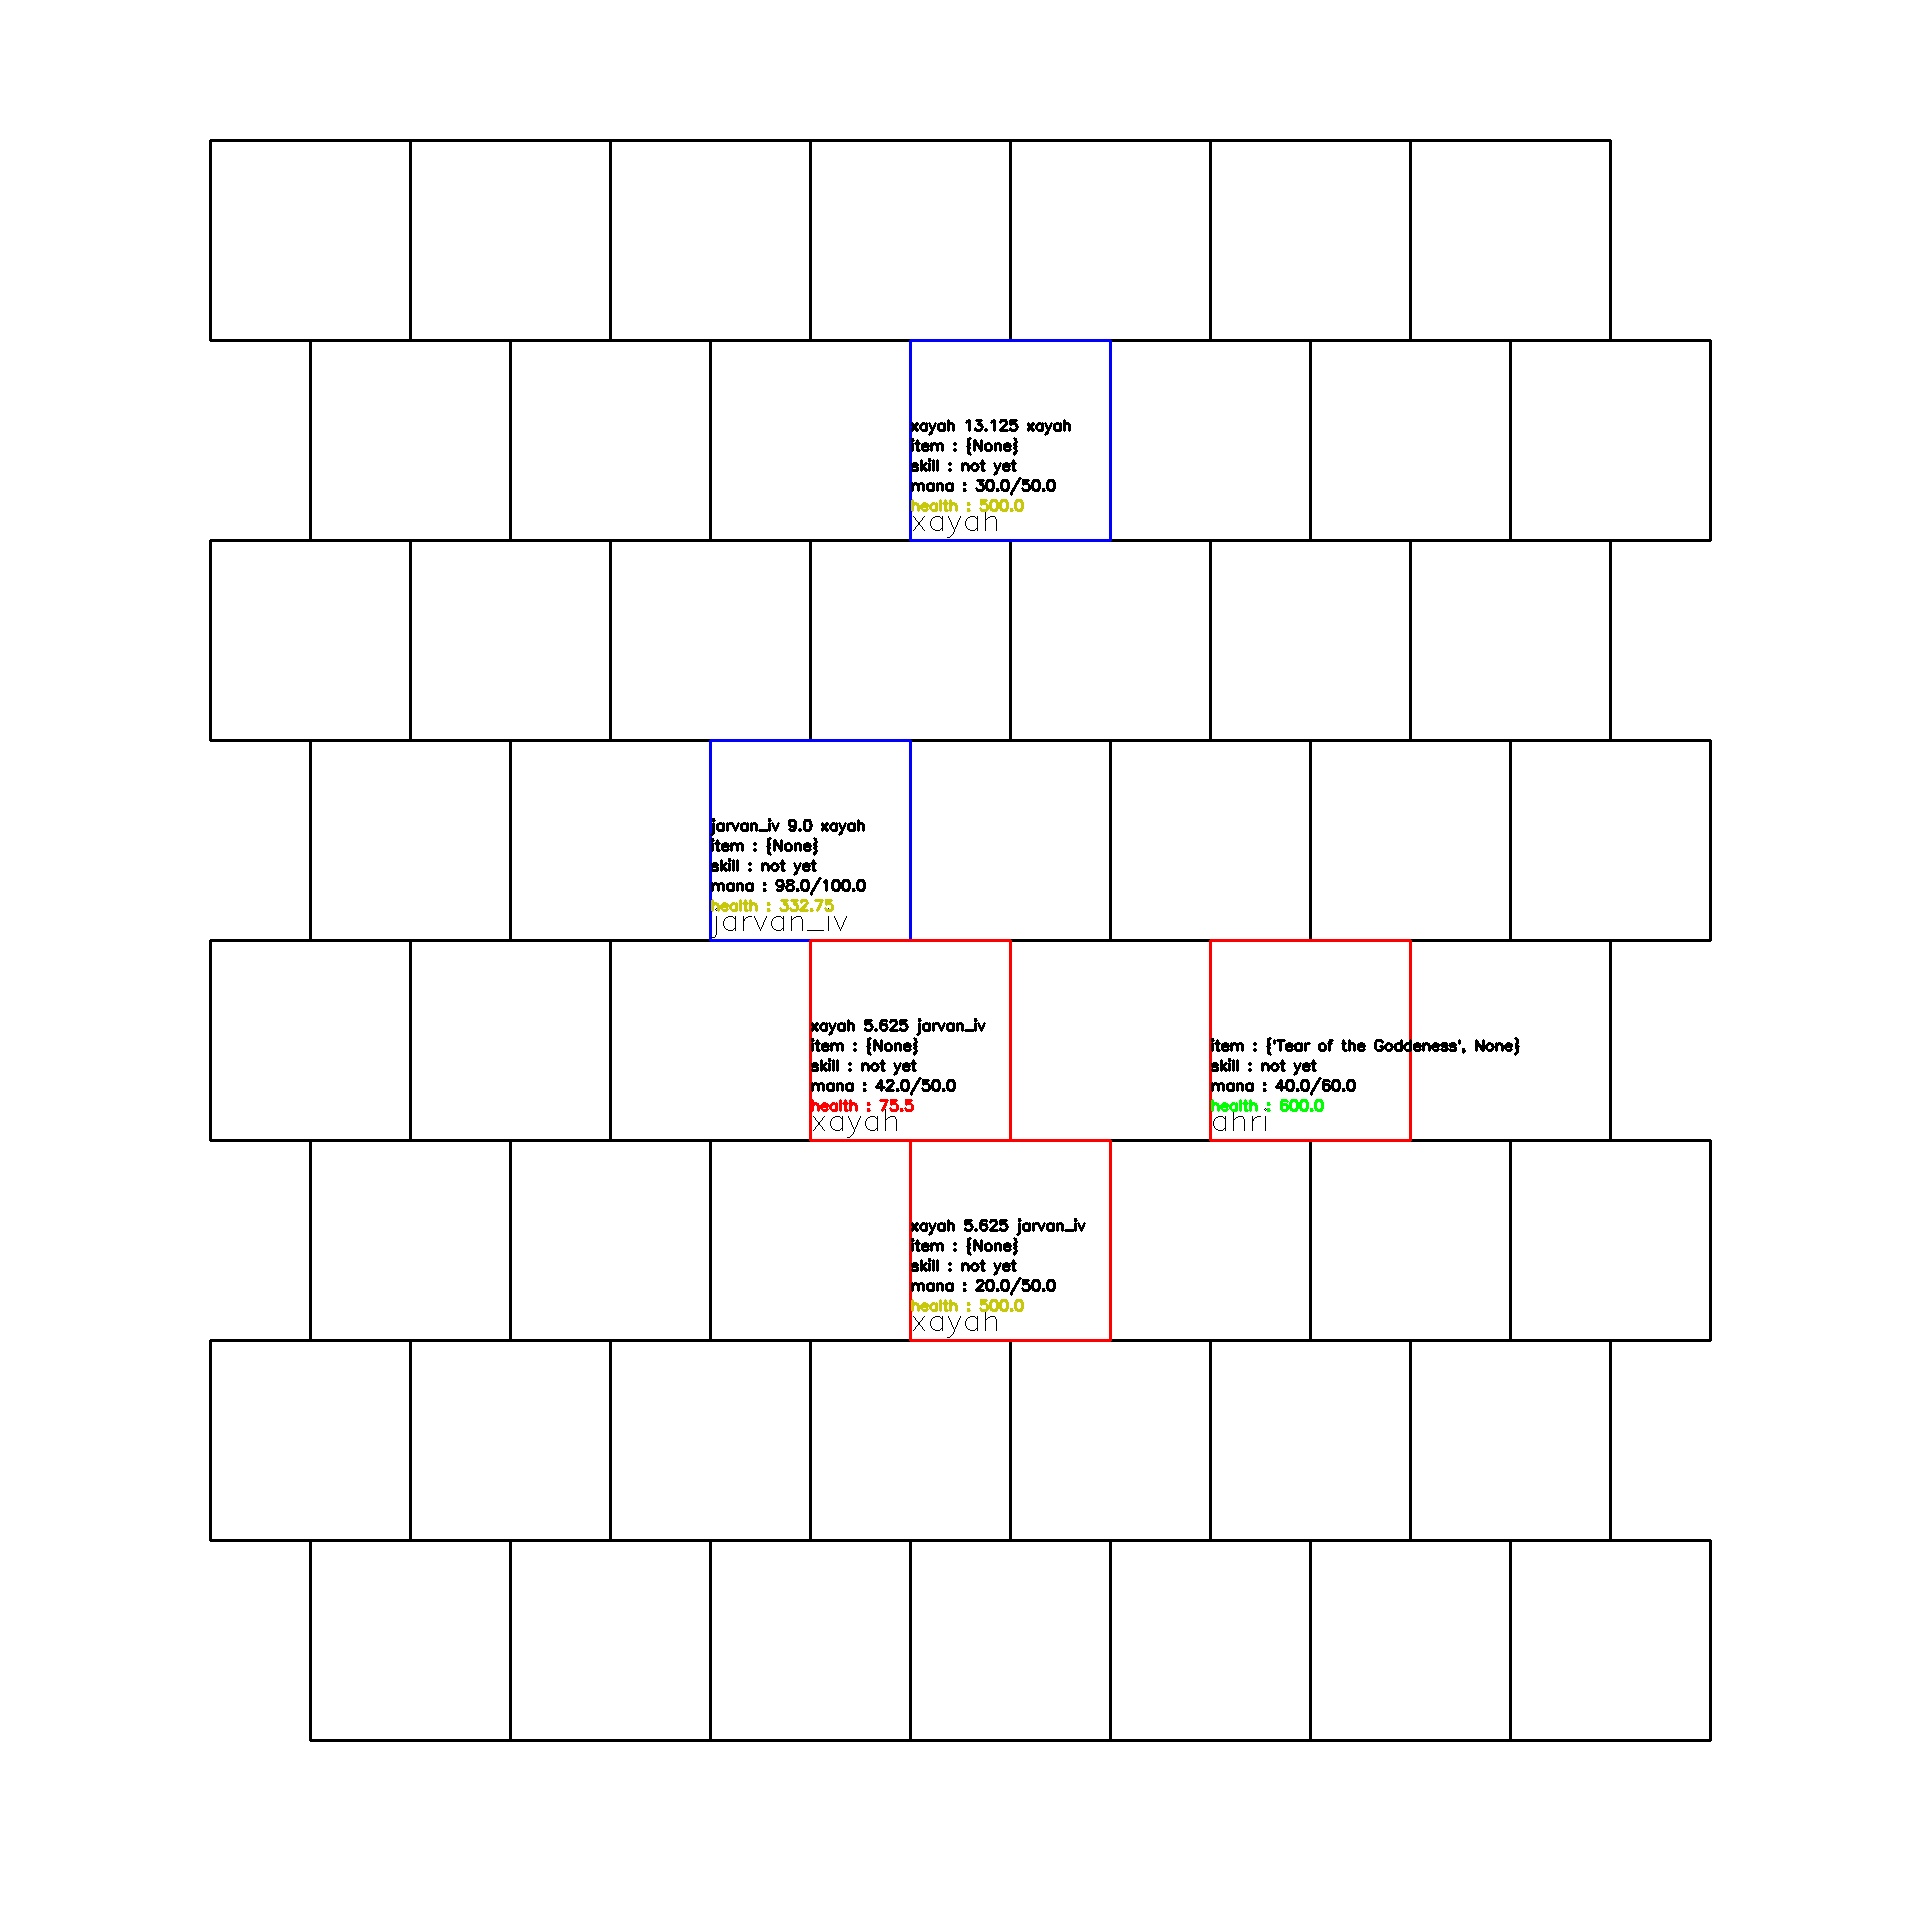 xayah 13.125 xayah
item : {None}
skill : not yet
mana : 30.0/50.0
health : 500.0
xayah
jarvan_iv 9.0 xayah
item : {None}
skill : not yet
mana : 98.0/100.0
health : 332.75
jarvan_iv
xayah 5.625 jarvan_iv
item : {None}
skill : not yet
mana : 42.0/50.0
health : 75.5
xayah
item : {'Tear of the Goddeness', None}
skill : not yet
mana : 40.0/60.0
health : 600.0
ahri
xayah 5.625 jarvan_iv
item : {None}
skill : not yet
mana : 20.0/50.0
health : 500.0
xayah